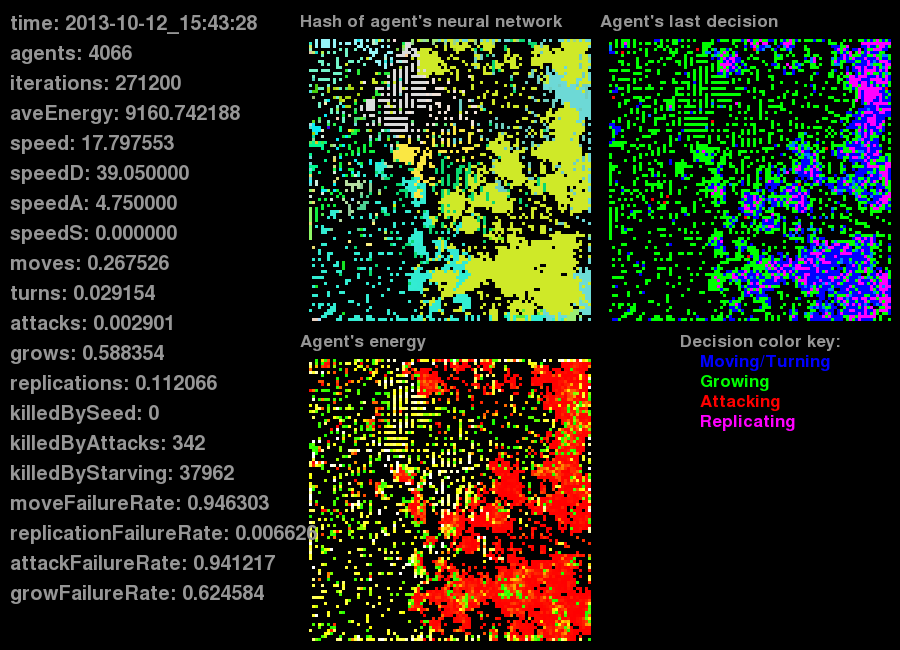 time: 2013-10-12_15:43:28
agents: 4066
iterations: 271200
aveEnergy: 9160.742188
speed: 17.797553
speedD: 39.050000
speedA: 4.750000
speedS: 0.000000
moves: 0.267526
turns: 0.029154
attacks: 0.002901
grows: 0.588354
replications: 0.112066
killedBySeed: 0
killedByAttacks: 342
killedByStarving: 37962
moveFailureRate: 0.946303
replicationFailureRate: 0.006626
attackFailureRate: 0.941217
growFailureRate: 0.624584
Hash of agent's neural network
Agent's last decision
Agent's energy
Decision color key:
Moving/Turning
Growing
Attacking
Replicating